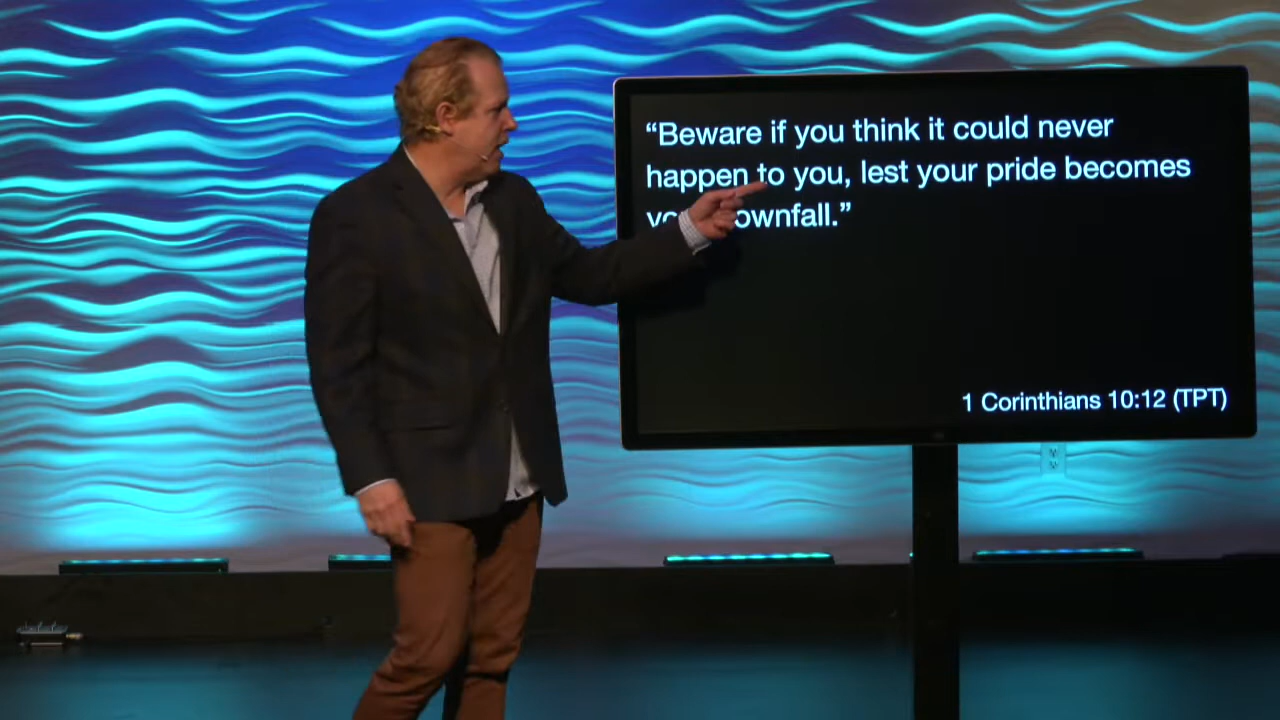 “Beware if you think it could never
happen to you, lest your pride becomes
ownfall.”
1 Corinthians 10:12 (TPT)